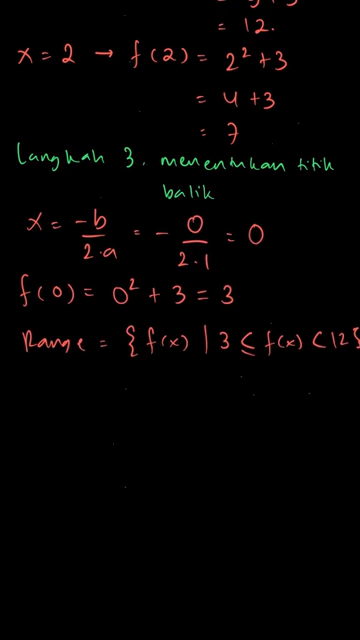 = 12.
x = 2 → f(2) = 2² + 3
= 4 + 3
= 7
Langkah 3. menentukan titik
balik
x = -b/2.a = - 0/2.1 = 0
f(0) = 0² + 3 = 3
Range = { f(x) | 3 ≤ f(x) < 12}